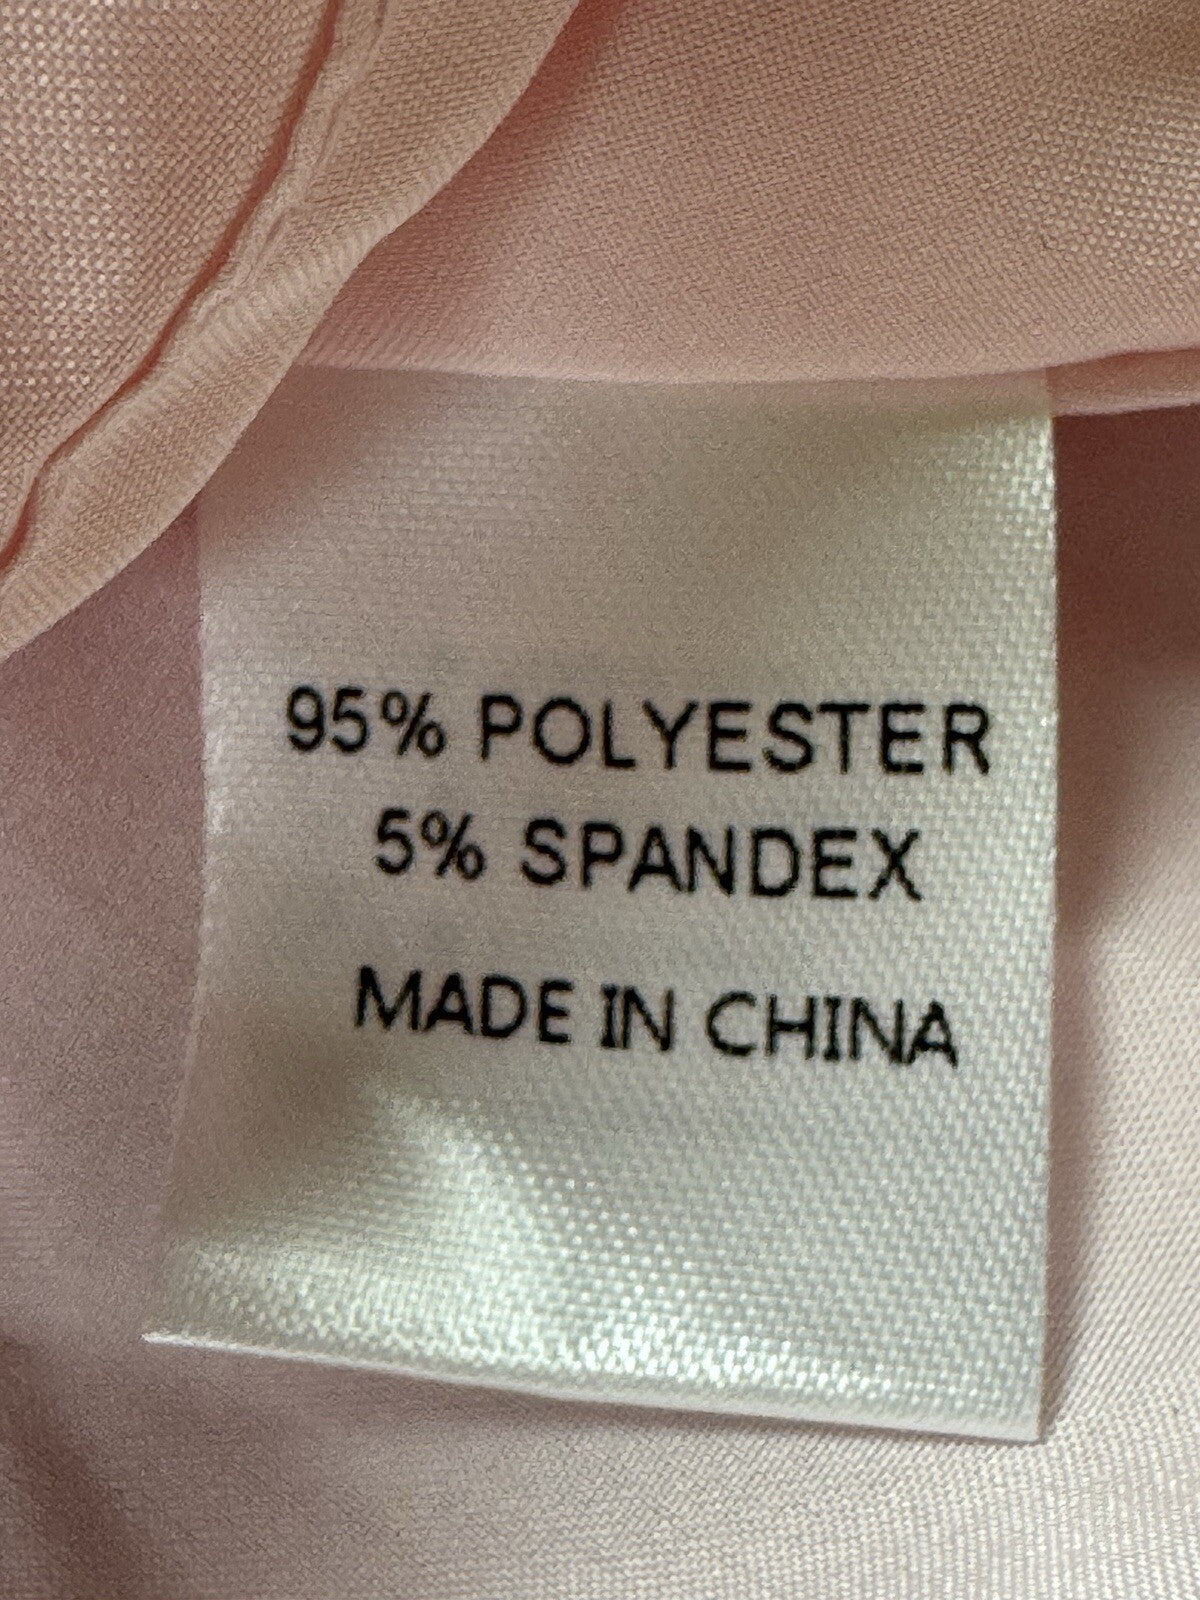 95% POLYESTER
5% SPANDEX
MADE IN CHINA